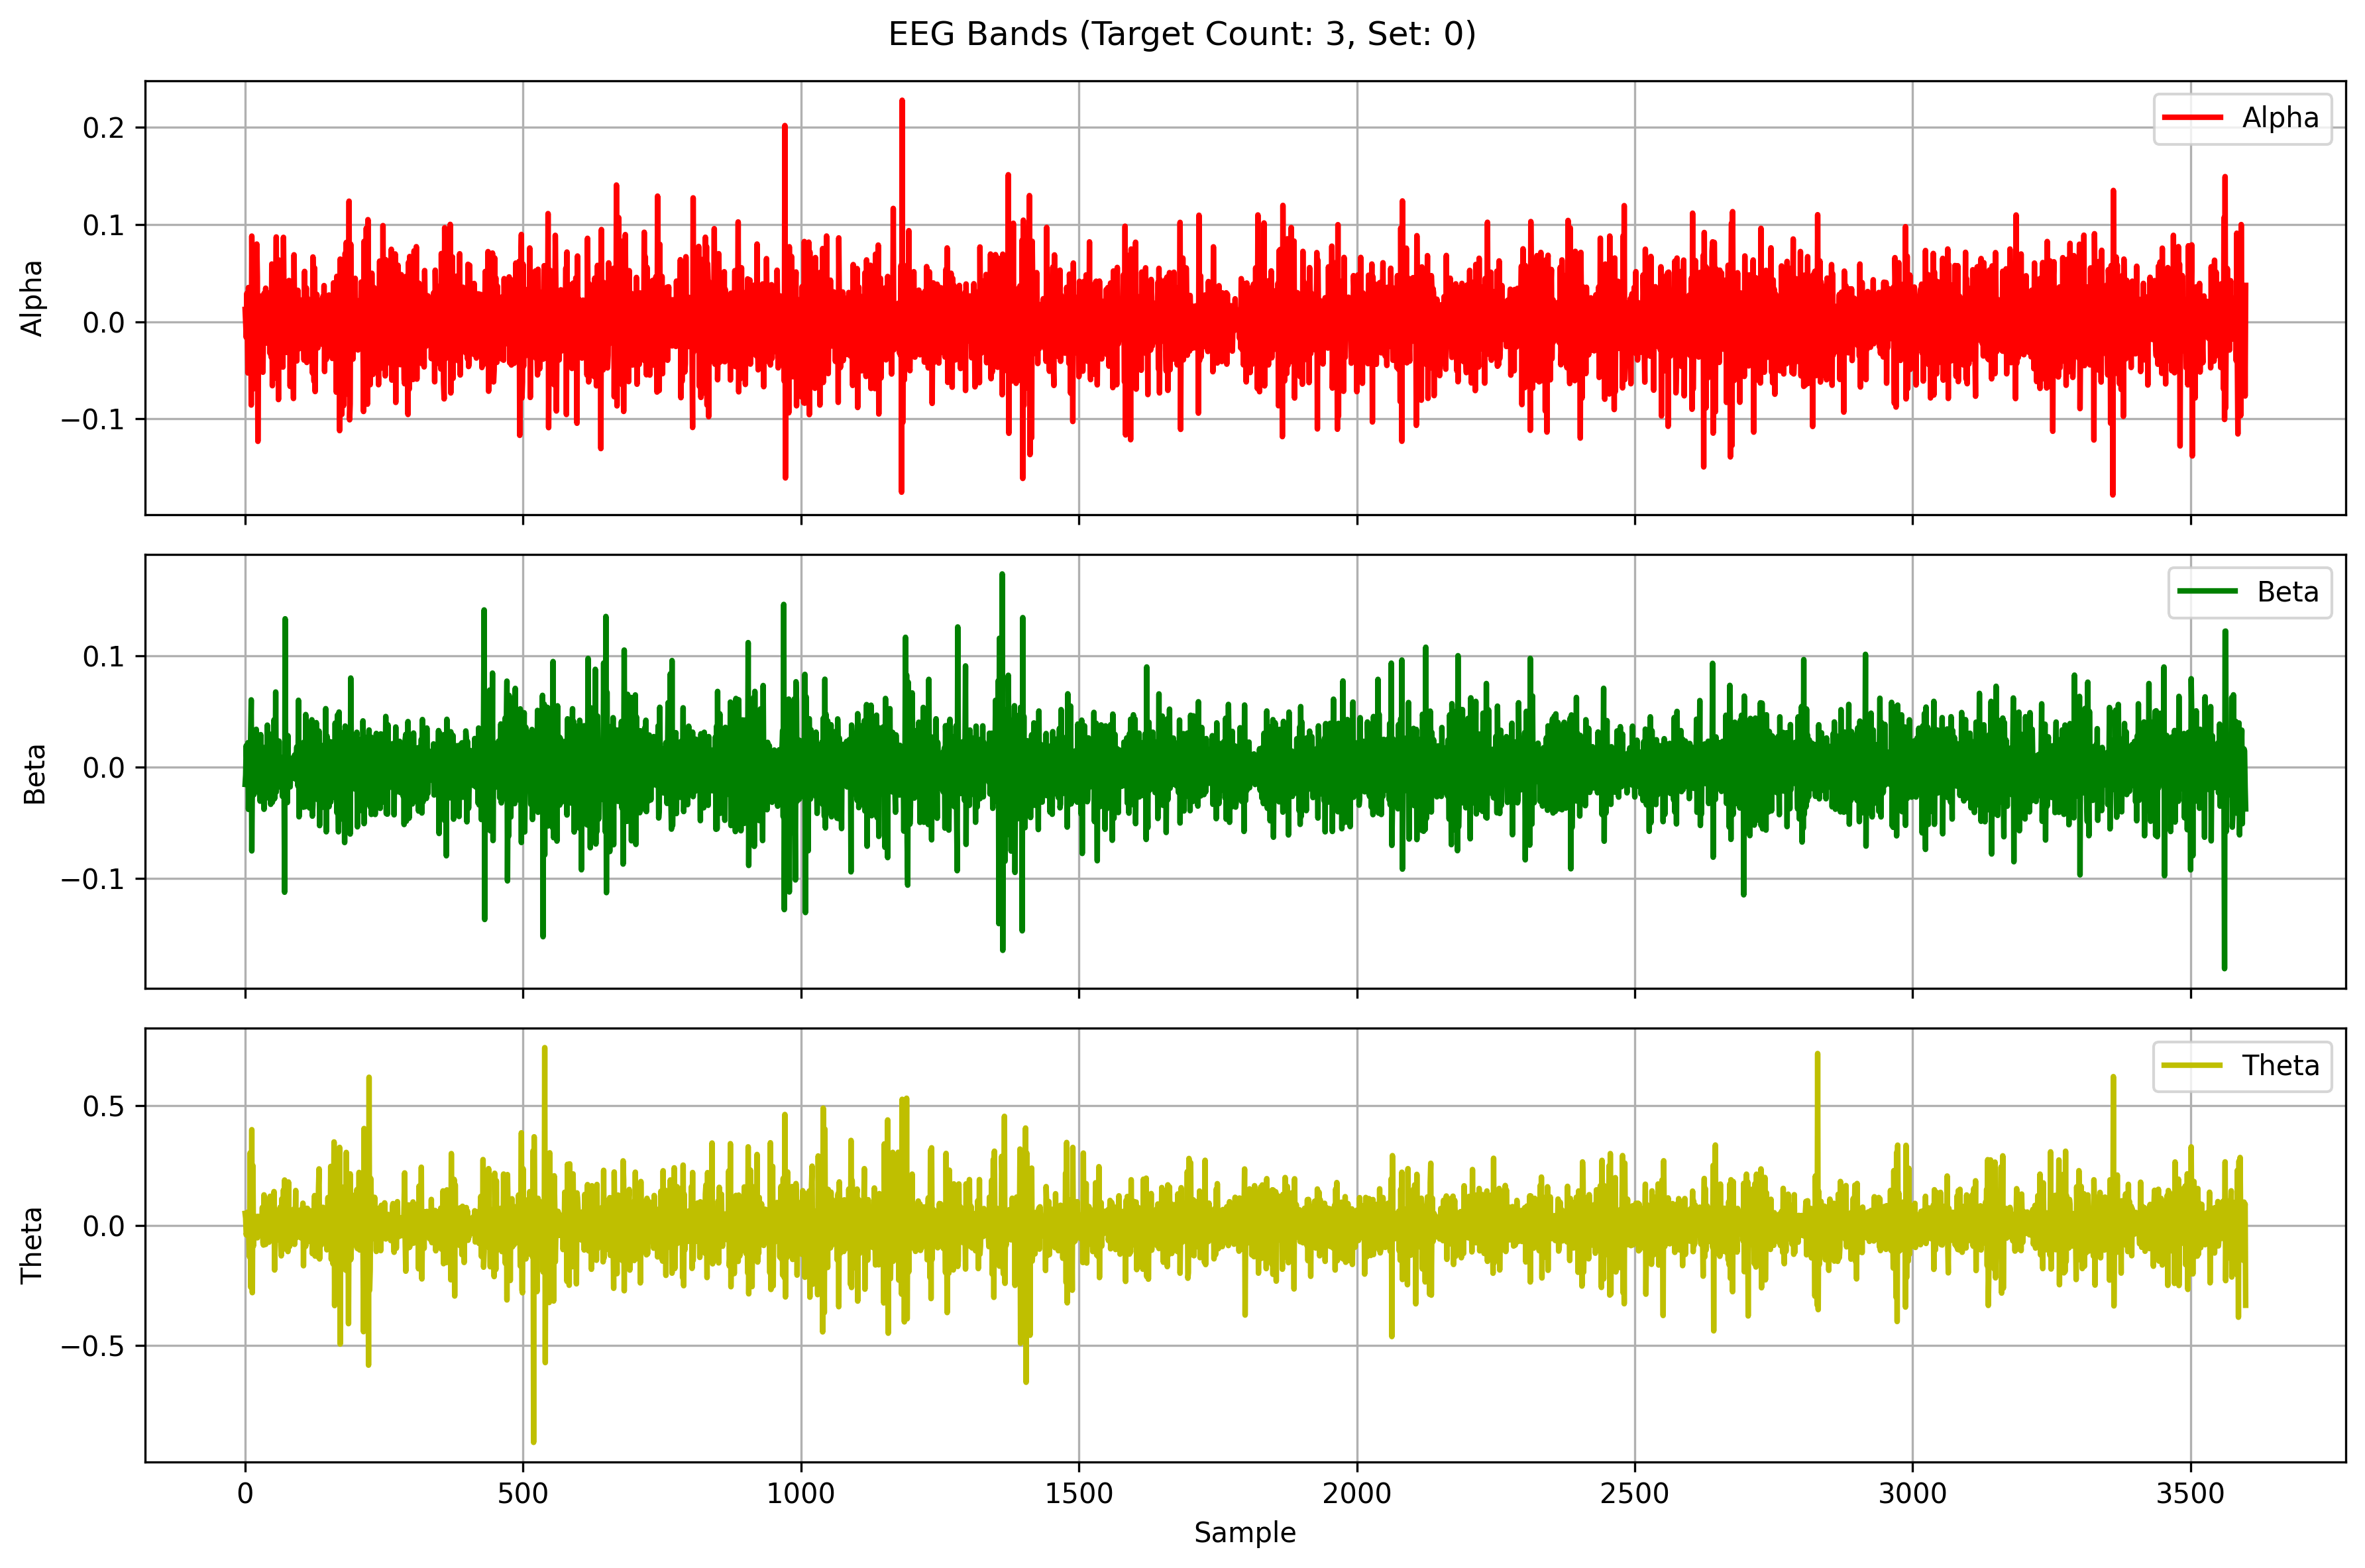 EEG Bands (Target Count: 3, Set: 0)
Alpha
0.2
0.1
0.0
−0.1
Alpha
Beta
0.1
0.0
−0.1
Beta
Theta
0.5
0.0
−0.5
Theta
0 500 1000 1500 2000 2500 3000 3500
Sample